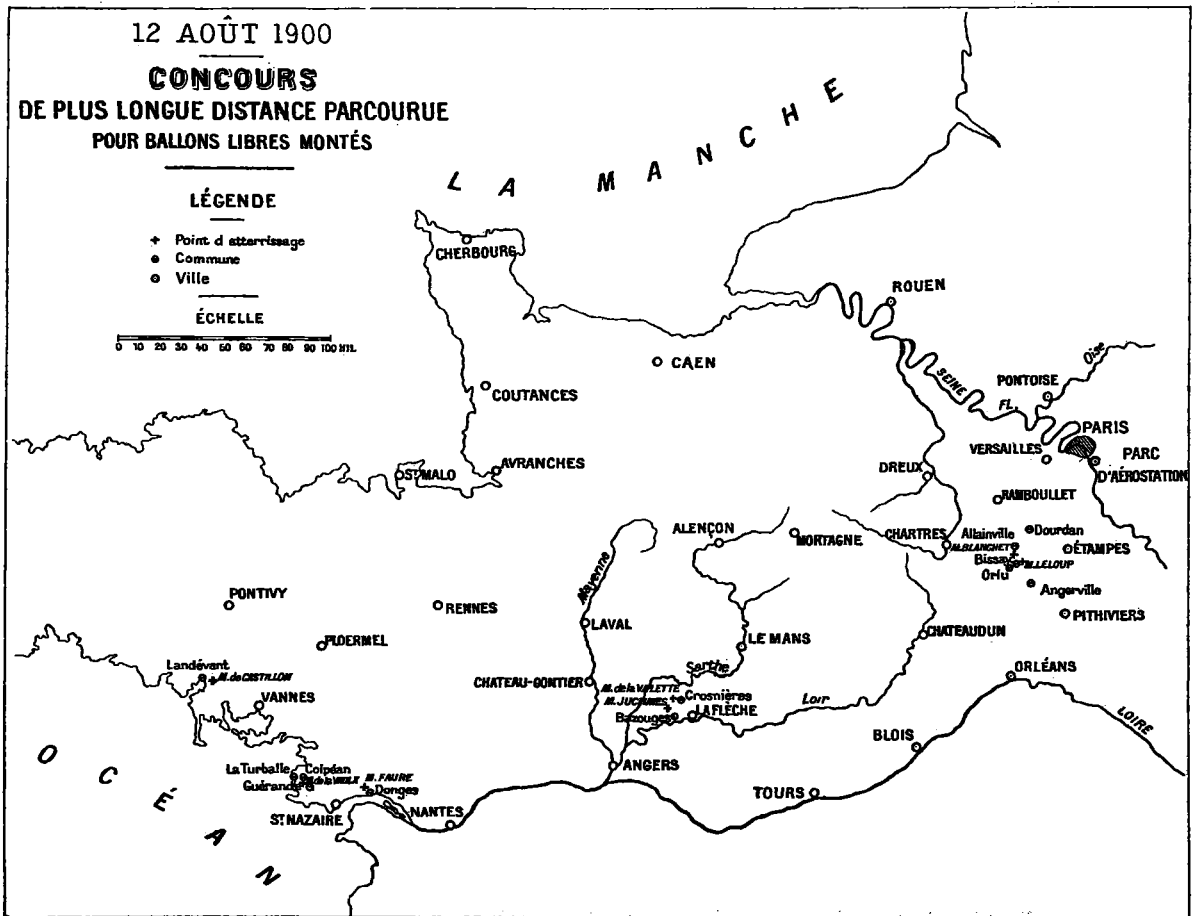 12 AOÛT 1900
CONCOURS
DE PLUS LONGUE DISTANCE PARCOURUE
POUR BALLONS LIBRES MONTÉS
LÉGENDE
Point d'atterrissage
Commune
Ville
ÉCHELLE
0 10 20 30 40 50 60 70 80 90 100 KIL.
LA MANCHE
CHERBOURG
ROUEN
CAEN
Oise
SEINE FL.
PONTOISE
COUTANCES
PARIS
VERSAILLES
PARC
D'AÉROSTATION
AVRANCHES
ST MALO
DREUX
RAMBOUILLET
ALENÇON
MORTAGNE
CHARTRES
Allainville
Dourdan
M. BLANCHET
ÉTAMPES
Bissay
M. LELOUP
Orlu
Angerville
Mayenne
PONTIVY
RENNES
PITHIVIERS
LAVAL
PLOERMEL
LE MANS
CHATEAUDUN
Landévant
M. de CASTILLON
Sarthe
ORLÉANS
CHATEAU-GONTIER
M. de la VALETTE
Crosnières
M. JUCHMES
Loir
VANNES
Bazouges
LA FLÈCHE
LOIRE
BLOIS
OCÉAN
La Turballe
Colpéan
M. FAURE
ANGERS
Guérande
M. de la VAULX
Donges
TOURS
ST NAZAIRE
NANTES